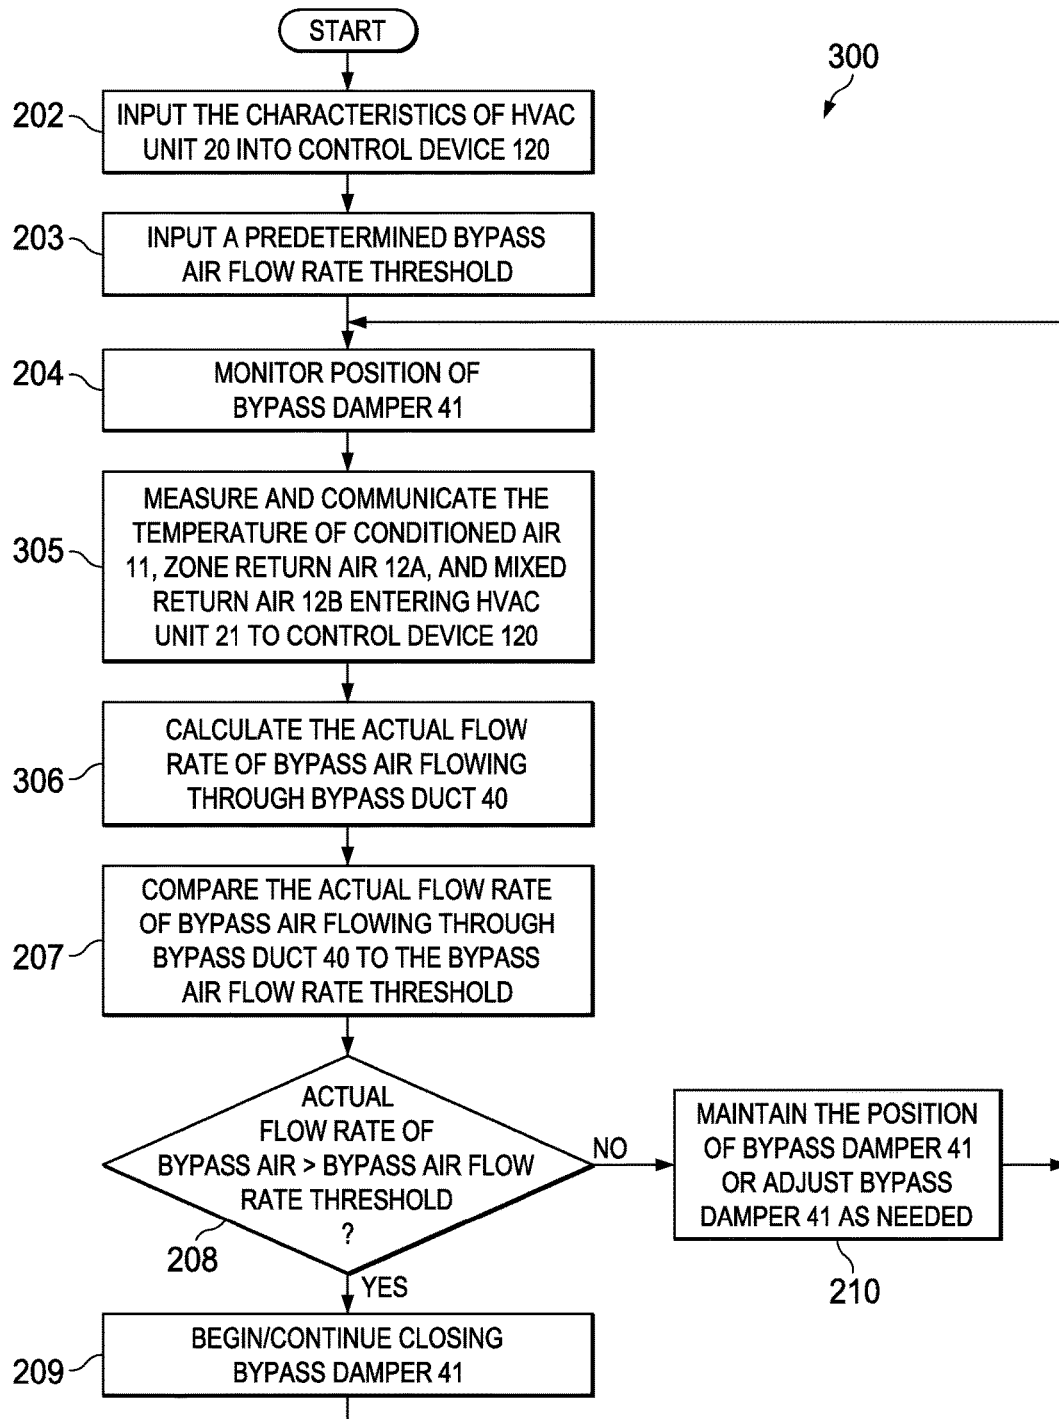 START
300
202
INPUT THE CHARACTERISTICS OF HVAC
UNIT 20 INTO CONTROL DEVICE 120
203
INPUT A PREDETERMINED BYPASS
AIR FLOW RATE THRESHOLD
204
MONITOR POSITION OF
BYPASS DAMPER 41
305
MEASURE AND COMMUNICATE THE
TEMPERATURE OF CONDITIONED AIR
11, ZONE RETURN AIR 12A, AND MIXED
RETURN AIR 12B ENTERING HVAC
UNIT 21 TO CONTROL DEVICE 120
306
CALCULATE THE ACTUAL FLOW
RATE OF BYPASS AIR FLOWING
THROUGH BYPASS DUCT 40
207
COMPARE THE ACTUAL FLOW RATE
OF BYPASS AIR FLOWING THROUGH
BYPASS DUCT 40 TO THE BYPASS
AIR FLOW RATE THRESHOLD
ACTUAL
FLOW RATE OF
BYPASS AIR > BYPASS AIR FLOW
RATE THRESHOLD
?
208
NO
MAINTAIN THE POSITION
OF BYPASS DAMPER 41
OR ADJUST BYPASS
DAMPER 41 AS NEEDED
210
YES
209
BEGIN/CONTINUE CLOSING
BYPASS DAMPER 41